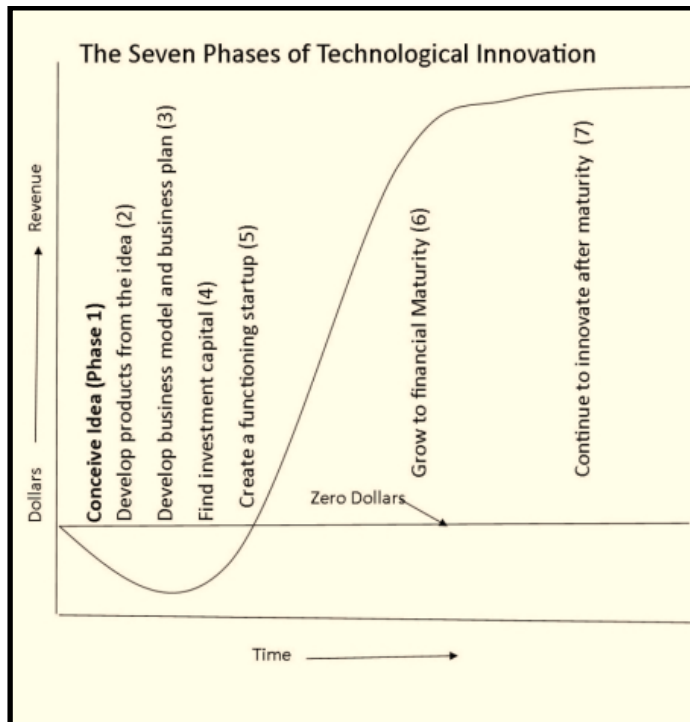 The Seven Phases of Technological Innovation
Revenue
Dollars
Conceive Idea (Phase 1)
Develop products from the idea (2)
Develop business model and business plan (3)
Find investment capital (4)
Create a functioning startup (5)
Grow to financial Maturity (6)
Continue to innovate after maturity (7)
Zero Dollars
Time